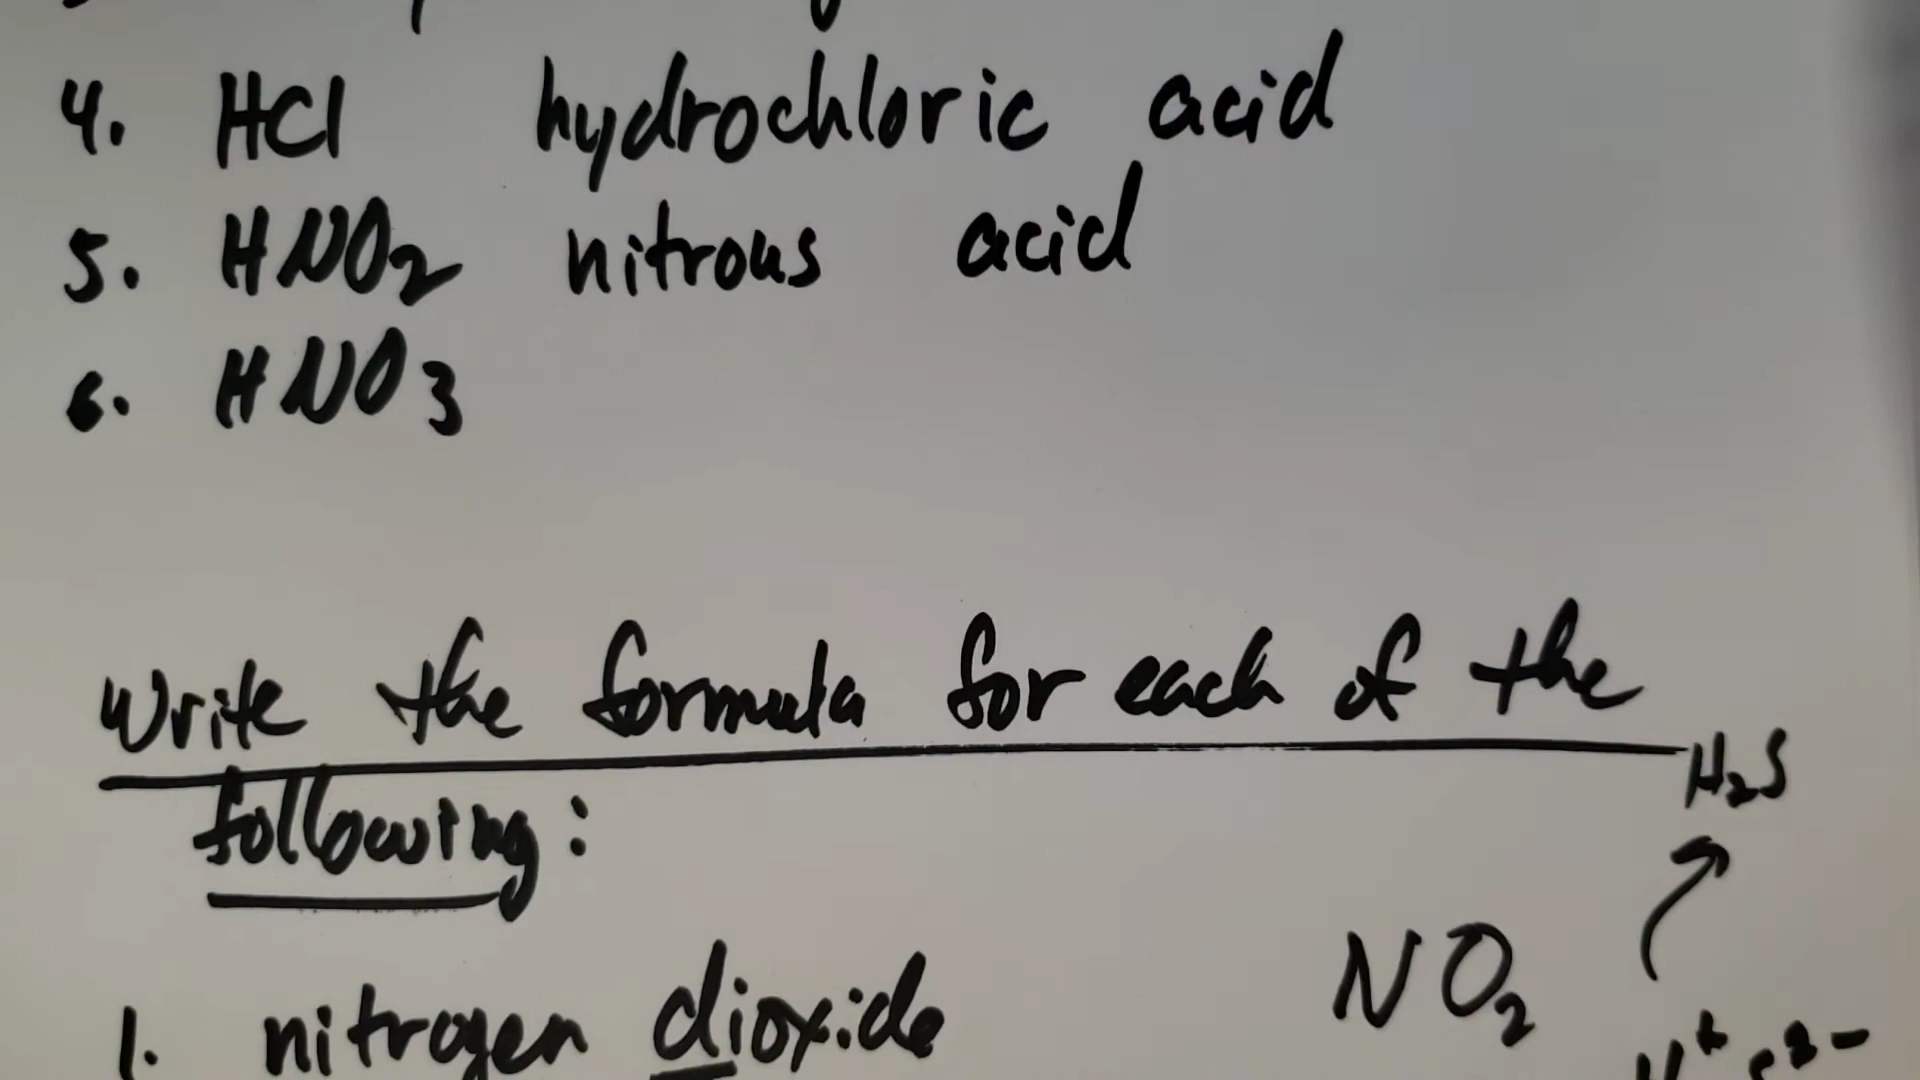 4. HCl hydrochloric acid
5. HNO₂ nitrous acid
6. HNO₃
Write the formula for each of the
following:
H₂S
1. nitrogen dioxide NO₂